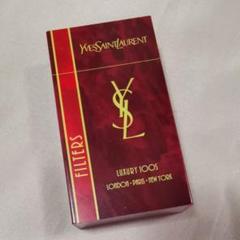 YVESSAINTLAURENT
YSL
FILTERS
LUXURY 100S
LONDON · PARIS · NEW YORK